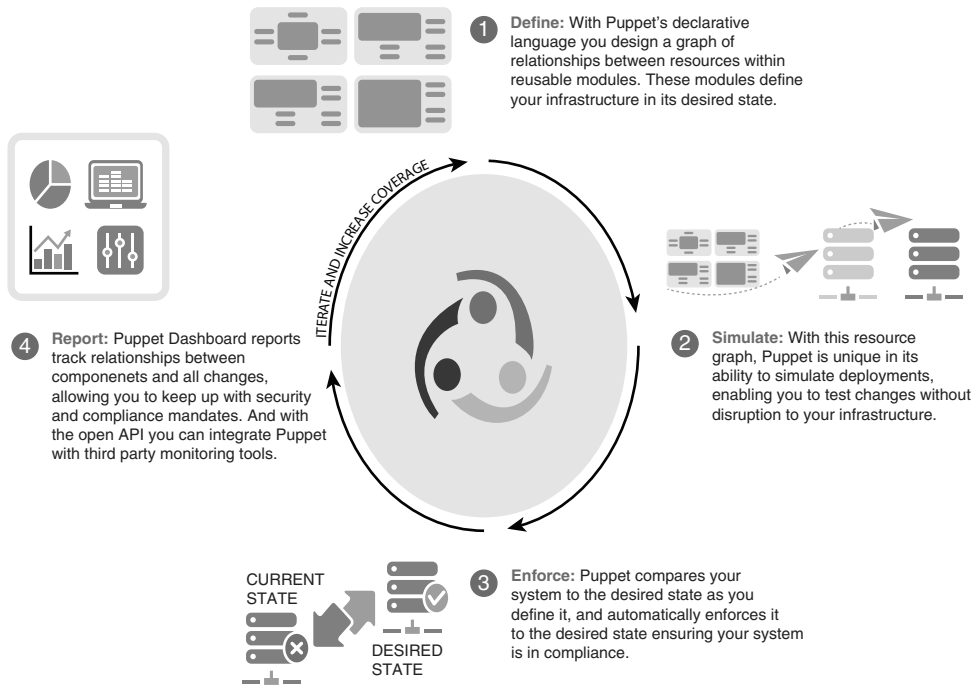 1
Define: With Puppet’s declarative
language you design a graph of
relationships between resources within
reusable modules. These modules define
your infrastructure in its desired state.
ITERATE AND INCREASE COVERAGE
2
Simulate: With this resource
graph, Puppet is unique in its
ability to simulate deployments,
enabling you to test changes without
disruption to your infrastructure.
3
Enforce: Puppet compares your
system to the desired state as you
define it, and automatically enforces it
to the desired state ensuring your system
is in compliance.
CURRENT
STATE
DESIRED
STATE
4
Report: Puppet Dashboard reports
track relationships between
componenets and all changes,
allowing you to keep up with security
and compliance mandates. And with
the open API you can integrate Puppet
with third party monitoring tools.